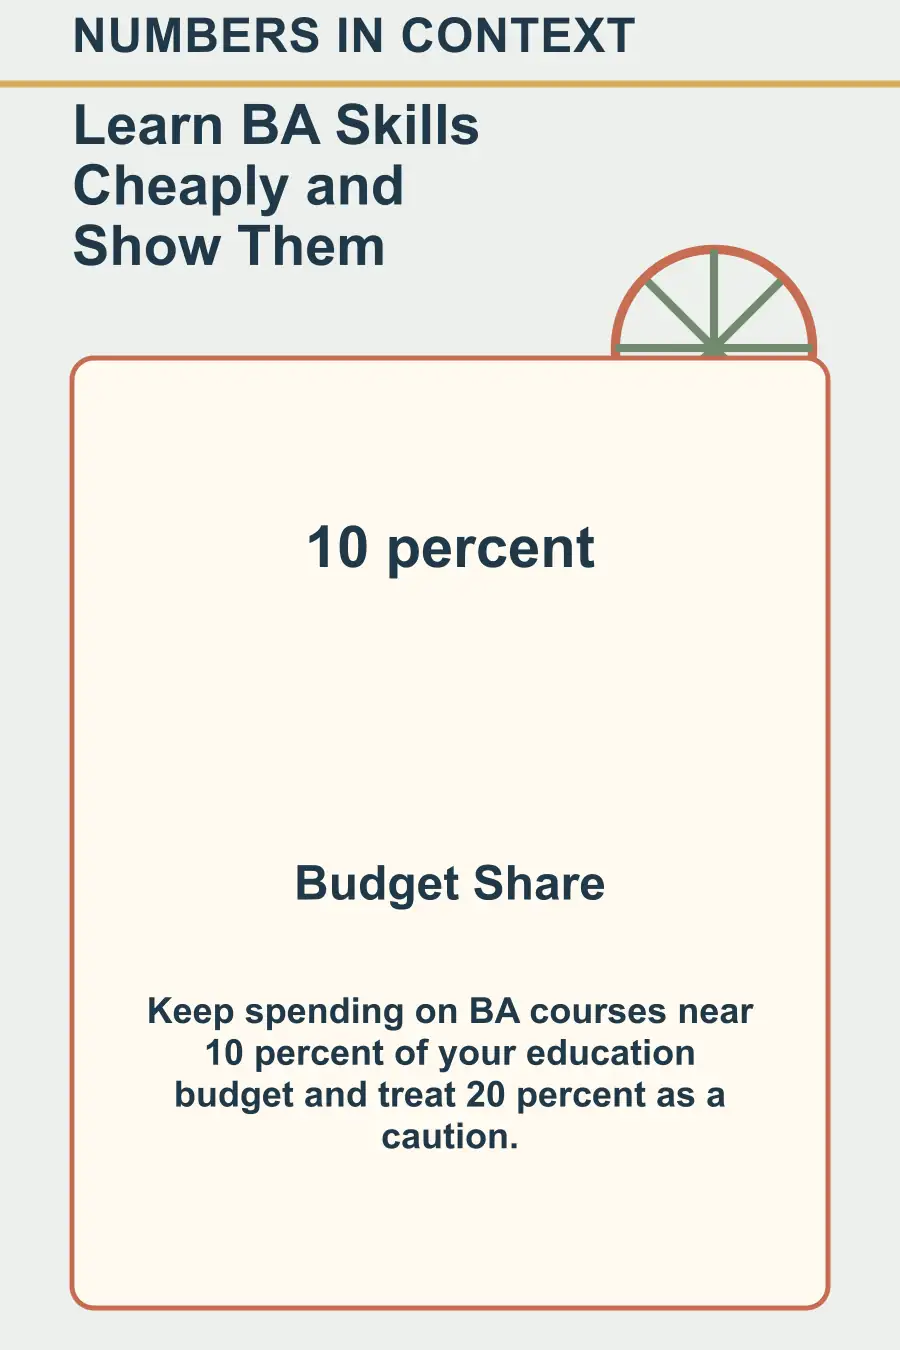 NUMBERS IN CONTEXT
Learn BA Skills
Cheaply and
Show Them
10 percent
Budget Share
Keep spending on BA courses near
10 percent of your education
budget and treat 20 percent as a
caution.